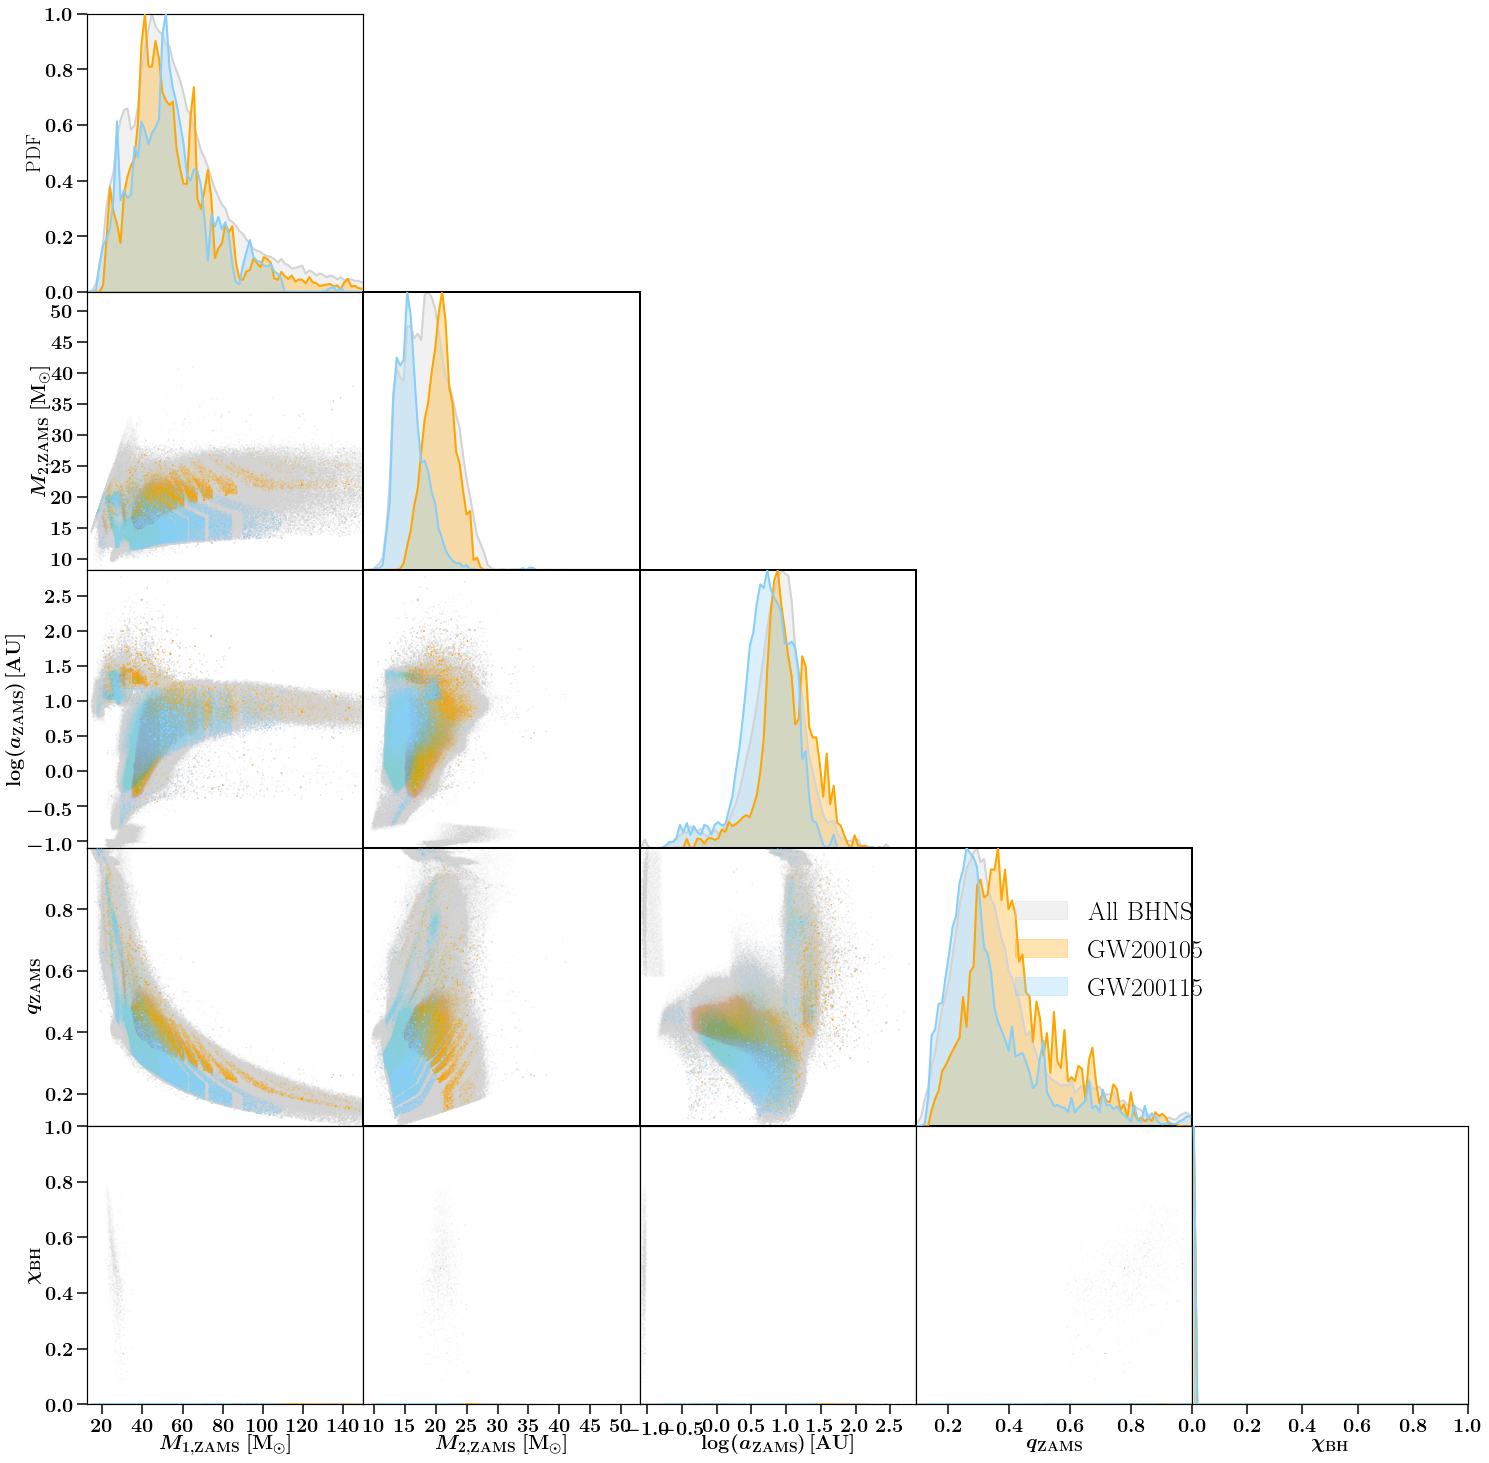 1.0
0.8
0.6
0.4
0.2
0.0
PDF
50
45
40
35
30
25
20
15
10
M2,ZAMS [M⊙]
2.5
2.0
1.5
1.0
0.5
0.0
−0.5
−1.0
log(aZAMS) [AU]
0.8
0.6
0.4
0.2
qZAMS
All BHNS
GW200105
GW200115
1.0
0.8
0.6
0.4
0.2
0.0
χBH
20 40 60 80 100 120 140
10 15 20 25 30 35 40 45 50
−1.0 −0.5 0.0 0.5 1.0 1.5 2.0 2.5
0.2 0.4 0.6 0.8
0.0 0.2 0.4 0.6 0.8 1.0
M1,ZAMS [M⊙]
M2,ZAMS [M⊙]
log(aZAMS) [AU]
qZAMS
χBH